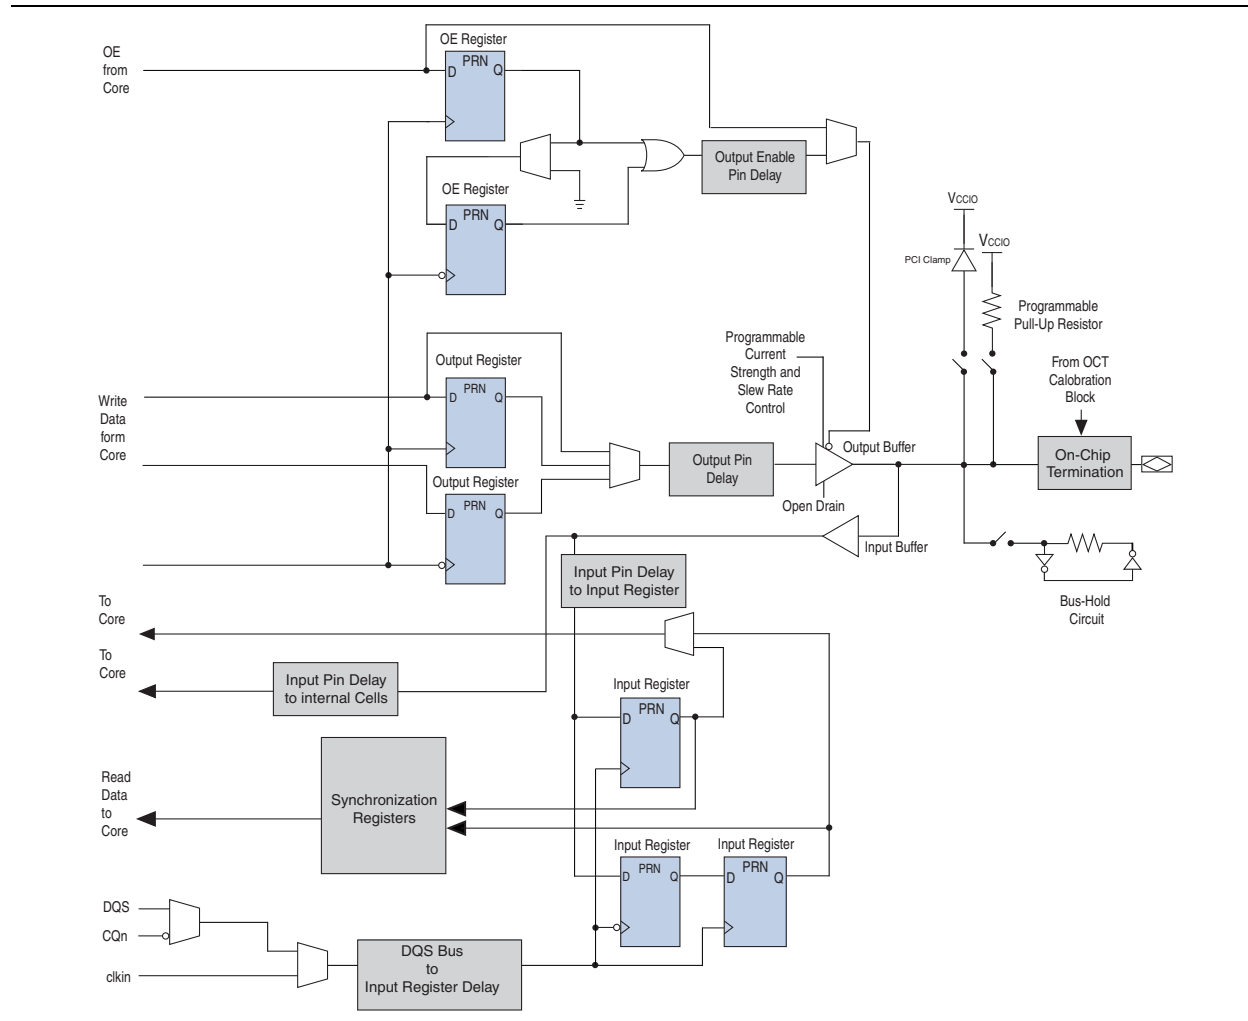 OE
from
Core
OE Register
D
PRN
Q
OE Register
D
PRN
Q
Output Enable
Pin Delay
VCCIO
VCCIO
PCI Clamp
Programmable
Pull-Up Resistor
From OCT
Calobration
Block
On-Chip
Termination
Programmable
Current
Strength and
Slew Rate
Control
Output Buffer
Open Drain
Input Buffer
Write
Data
form
Core
Output Register
D
PRN
Q
Output Register
D
PRN
Q
Output Pin
Delay
Bus-Hold
Circuit
Input Pin Delay
to Input Register
To
Core
To
Core
Input Pin Delay
to internal Cells
Input Register
D
PRN
Q
Read
Data
to
Core
Synchronization
Registers
Input Register
D
PRN
Q
Input Register
D
PRN
Q
DQS
CQn
clkin
DQS Bus
to
Input Register Delay